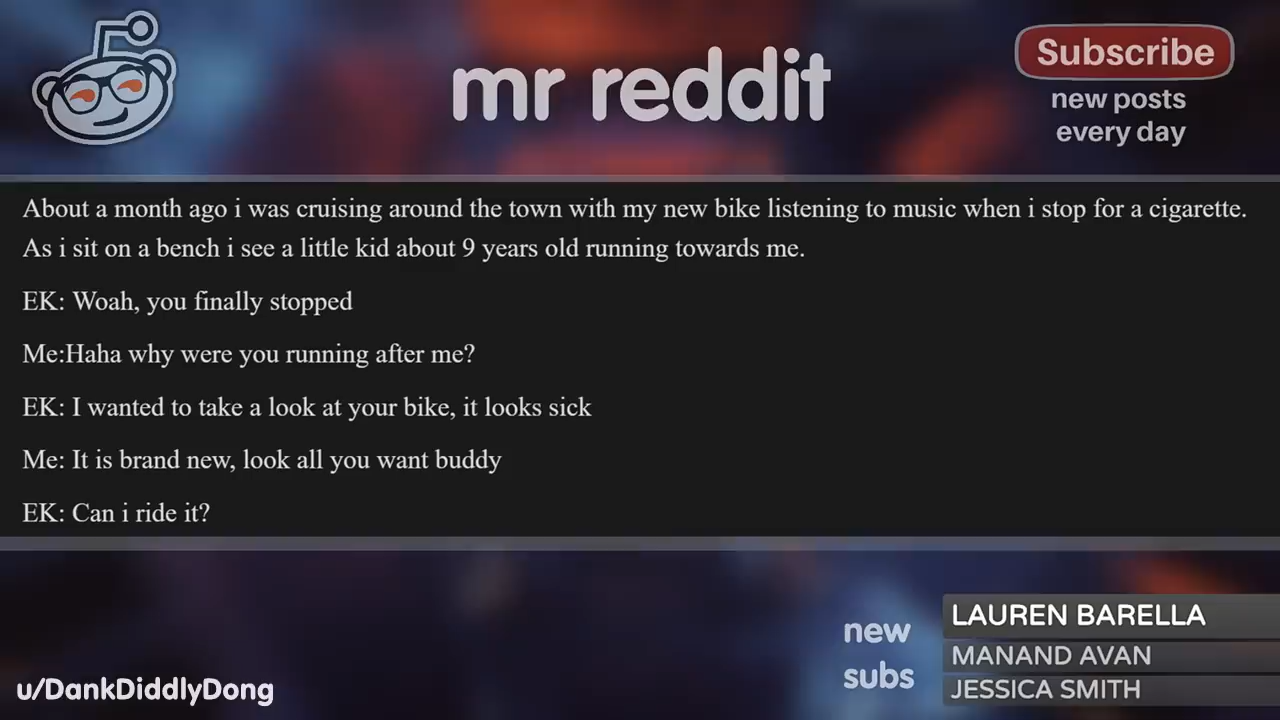 mr reddit
Subscribe
new posts
every day
About a month ago i was cruising around the town with my new bike listening to music when i stop for a cigarette.
As i sit on a bench i see a little kid about 9 years old running towards me.
EK: Woah, you finally stopped
Me:Haha why were you running after me?
EK: I wanted to take a look at your bike, it looks sick
Me: It is brand new, look all you want buddy
EK: Can i ride it?
new
subs
LAUREN BARELLA
MANAND AVAN
JESSICA SMITH
u/DankDiddlyDong